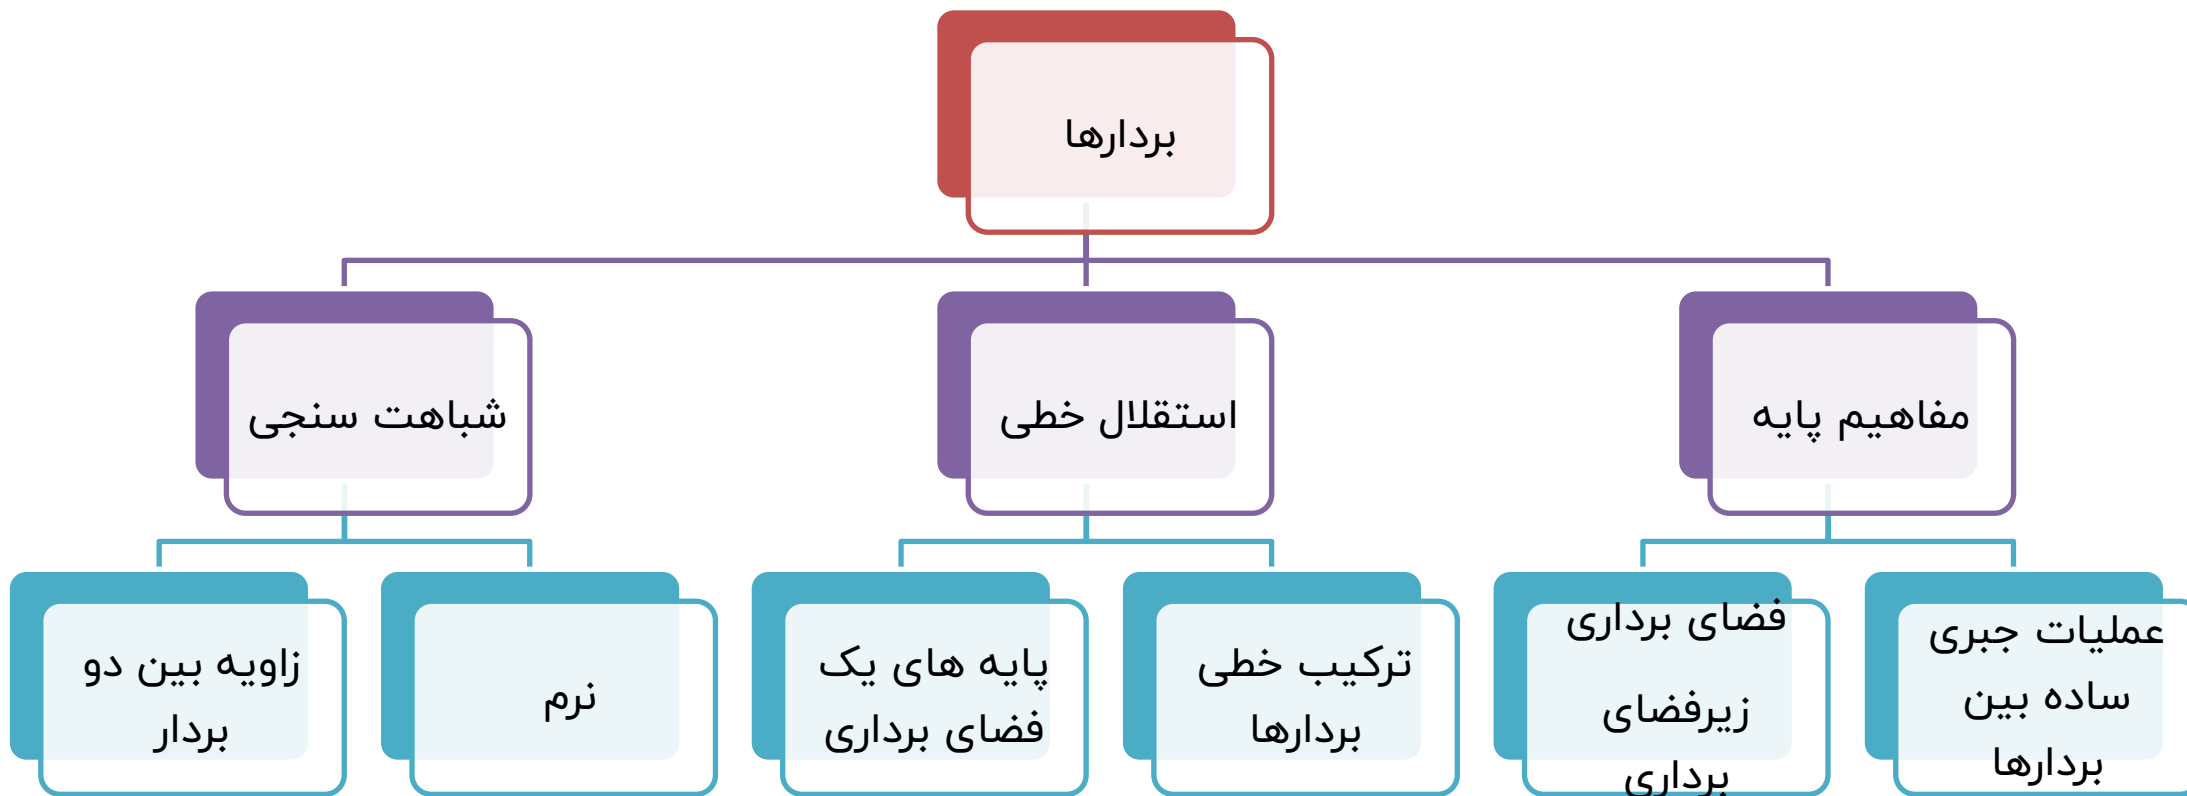 بردارها
مفاهیم پایه
استقلال خطی
شباهت سنجی
عملیات جبری
ساده بین
بردارها
فضای برداری
زیرفضای
برداری
ترکیب خطی
بردارها
پایه های یک
فضای برداری
نرم
زاویه بین دو
بردار